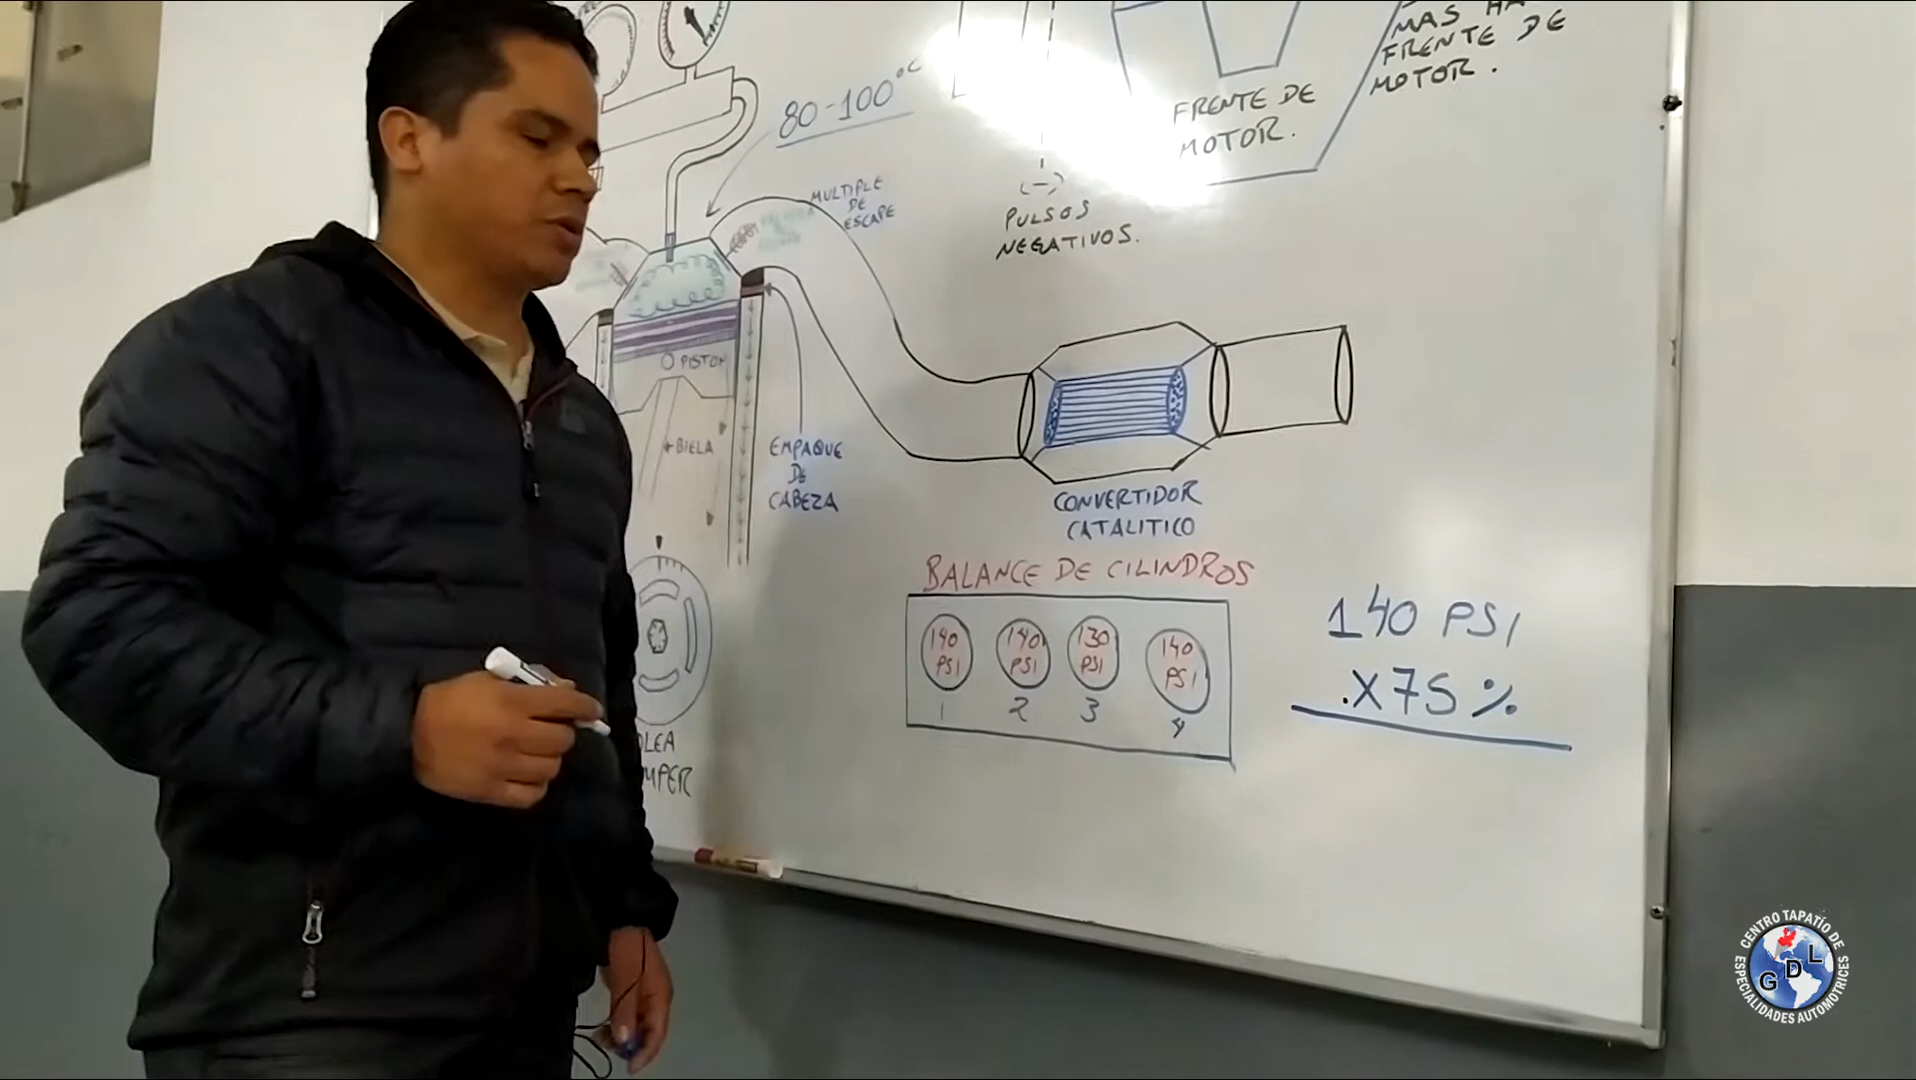 MAS HA
FRENTE DE
MOTOR.
80-100°C
FRENTE DE
MOTOR.
(-)
PULSOS
NEGATIVOS.
MULTIPLE
DE
ESCAPE
PISTON
BIELA
EMPAQUE
DE
CABEZA
CONVERTIDOR
CATALITICO
BALANCE DE CILINDROS
140 PSI
140 PSI
130 PSI
140 PSI
1 2 3 4
140 PSI
.X75%
OLEA
MPER
CENTRO TAPATÍO DE
ESPECIALIDADES AUTOMOTRICES
GDL